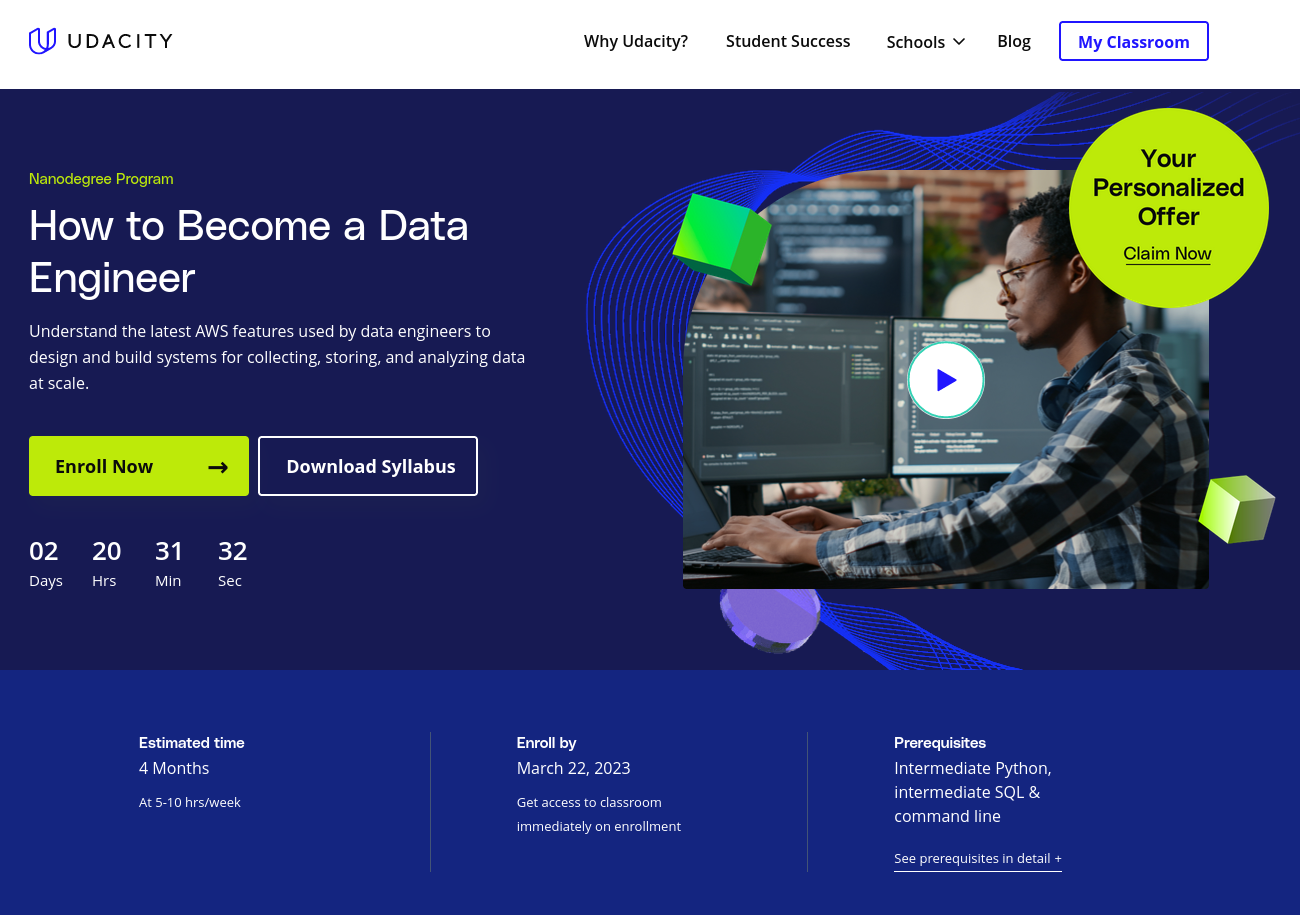 UDACITY
Why Udacity?
Student Success
Schools
Blog
My Classroom
Nanodegree Program
How to Become a Data
Engineer
Understand the latest AWS features used by data engineers to
design and build systems for collecting, storing, and analyzing data
at scale.
Enroll Now
Download Syllabus
02 20 31 32
Days Hrs Min Sec
Your
Personalized
Offer
Claim Now
Estimated time
4 Months
At 5-10 hrs/week
Enroll by
March 22, 2023
Get access to classroom
immediately on enrollment
Prerequisites
Intermediate Python,
intermediate SQL &
command line
See prerequisites in detail +